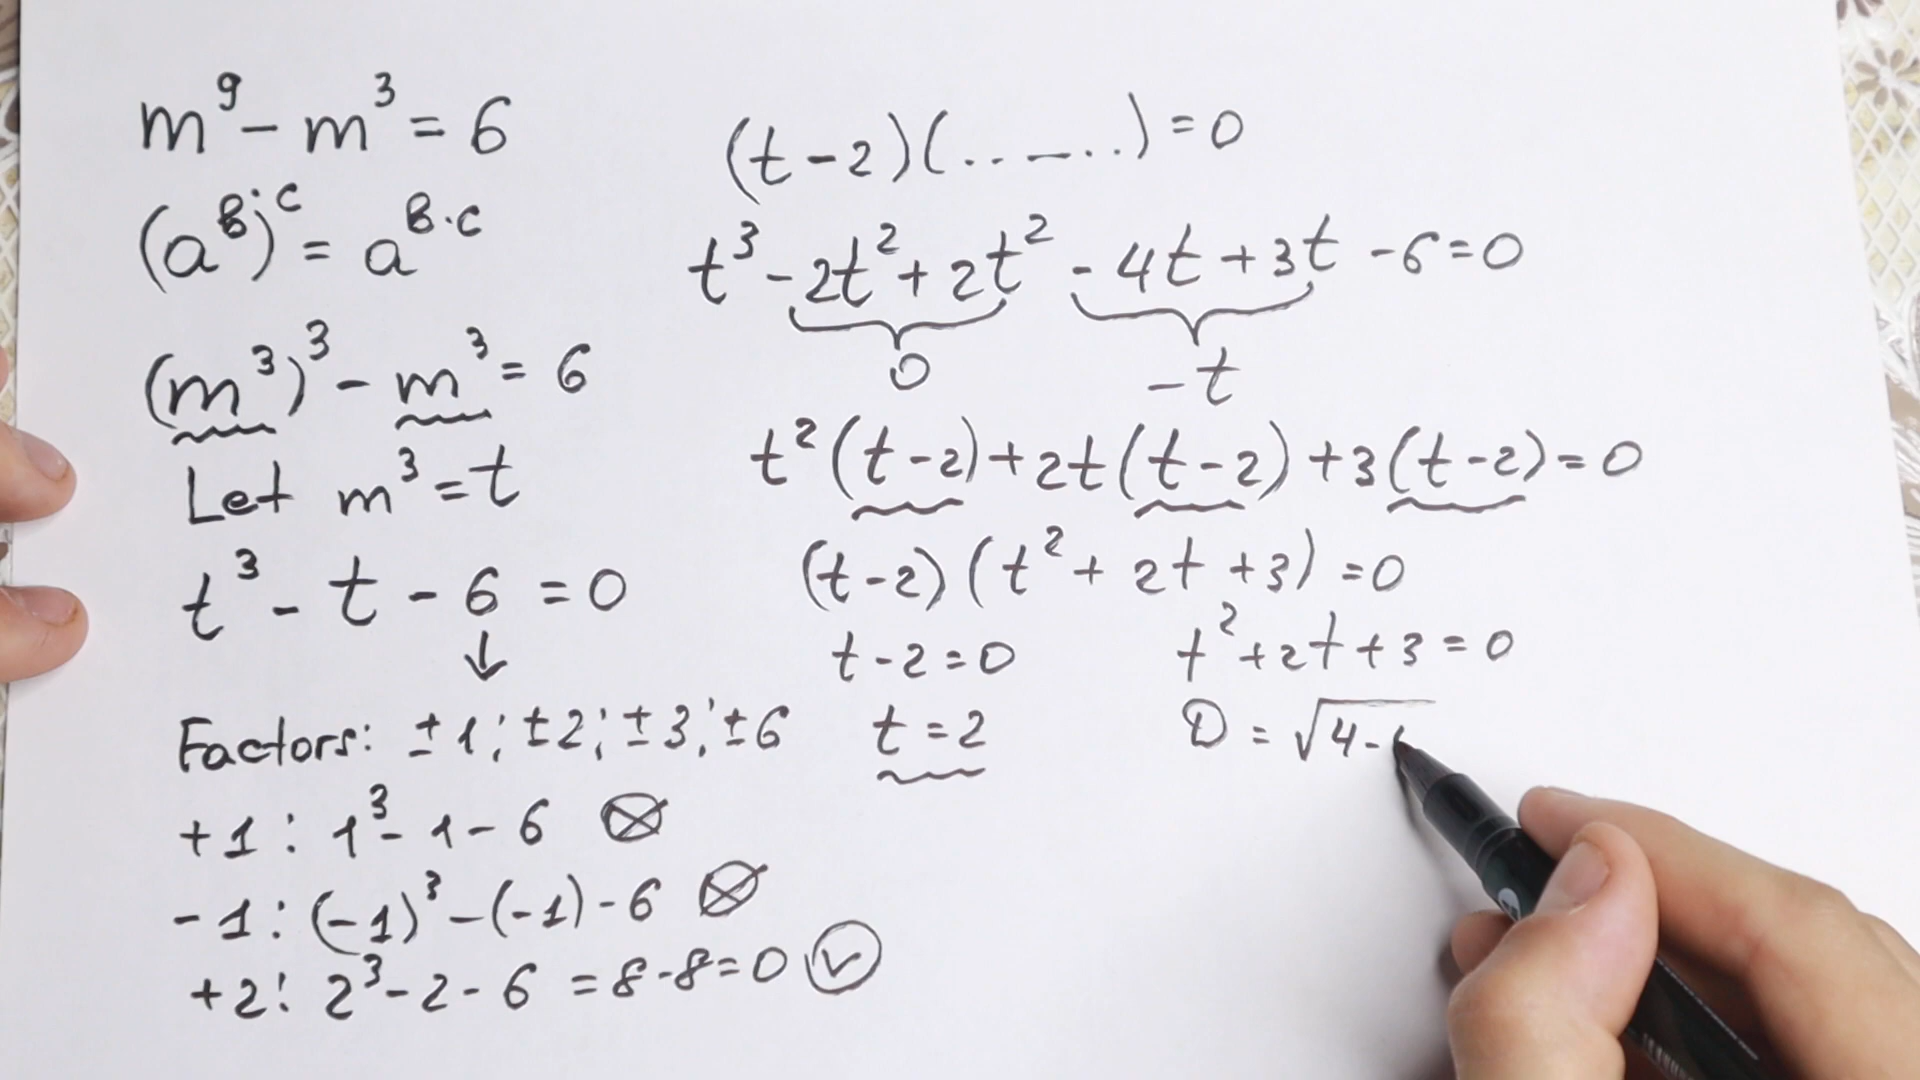 m⁹ - m³ = 6
(a^B)^·c = a^B·c
(m³)³ - m³ = 6
Let m³ = t
t³ - t - 6 = 0
↓
Factors: ±1; ±2; ±3; ±6
+1: 1³ - 1 - 6 ⊗
-1: (-1)³ - (-1) - 6 ⊗
+2: 2³ - 2 - 6 = 8 - 8 = 0 ✓
(t - 2)(.. — ..) = 0
t³ - 2t² + 2t² - 4t + 3t - 6 = 0
0 -t
t²(t - 2) + 2t(t - 2) + 3(t - 2) = 0
(t - 2)(t² + 2t + 3) = 0
t - 2 = 0 t² + 2t + 3 = 0
t = 2 D = √4 -